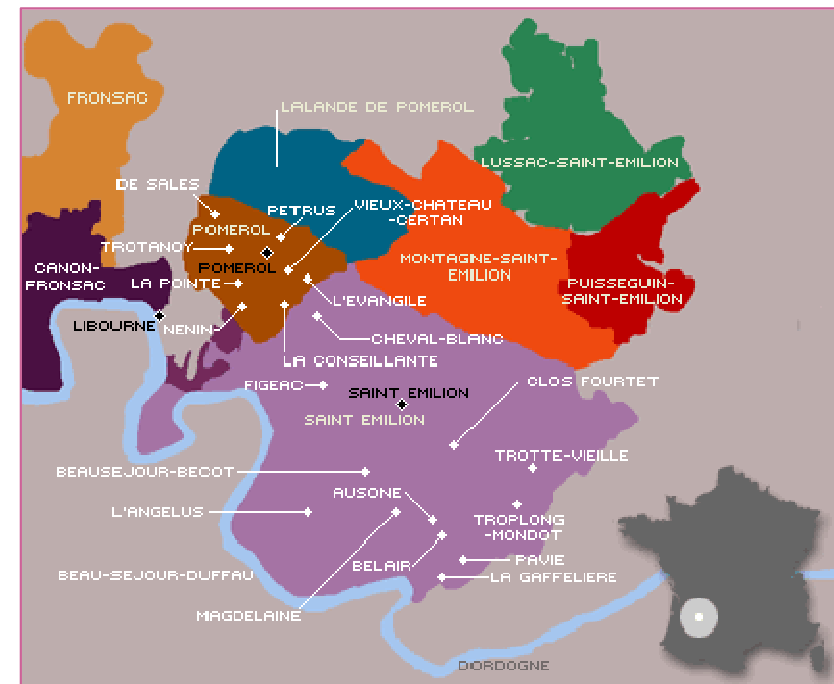 FRONSAC
LALANDE DE POMEROL
LUSSAC-SAINT-EMILION
DE SALES
PETRUS
VIEUX-CHATEAU
-CERTAN
POMEROL
TROTANOY
POMEROL
CANON-
FRONSAC
LA POINTE
MONTAGNE-SAINT-
EMILION
PUISSEGUIN-
SAINT-EMILION
L'EVANGILE
LIBOURNE
NENIN
CHEVAL-BLANC
LA CONSEILLANTE
FIGEAC
SAINT EMILION
CLOS FOURTET
SAINT EMILION
TROTTE-VIEILLE
BEAUSEJOUR-BECOT
AUSONE
L'ANGELUS
TROPLONG
-MONDOT
BELAIR
PAVIE
BEAU-SEJOUR-DUFFAU
LA GAFFELIERE
MAGDELAINE
DORDOGNE